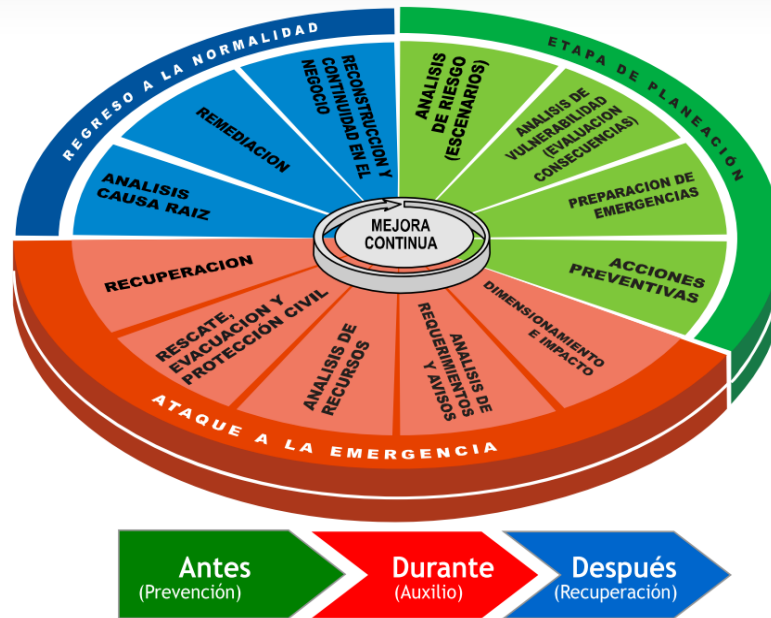 REGRESO A LA NORMALIDAD
ETAPA DE PLANEACIÓN
RECONSTRUCCION Y
CONTINUIDAD EN EL
NEGOCIO
REMEDIACION
ANALISIS
CAUSA RAIZ
ANALISIS
DE RIESGO
(ESCENARIOS)
ANALISIS DE
VULNERABILIDAD
(EVALUACION
CONSECUENCIAS)
PREPARACION DE
EMERGENCIAS
ACCIONES
PREVENTIVAS
MEJORA
CONTINUA
RECUPERACION
RESCATE,
EVACUACION Y
PROTECCIÓN CIVIL
ANALISIS DE
RECURSOS
ANALISIS DE
REQUERIMIENTOS
Y AVISOS
DIMENSIONAMIENTO
E IMPACTO
ATAQUE A LA EMERGENCIA
Antes
(Prevención)
Durante
(Auxilio)
Después
(Recuperación)